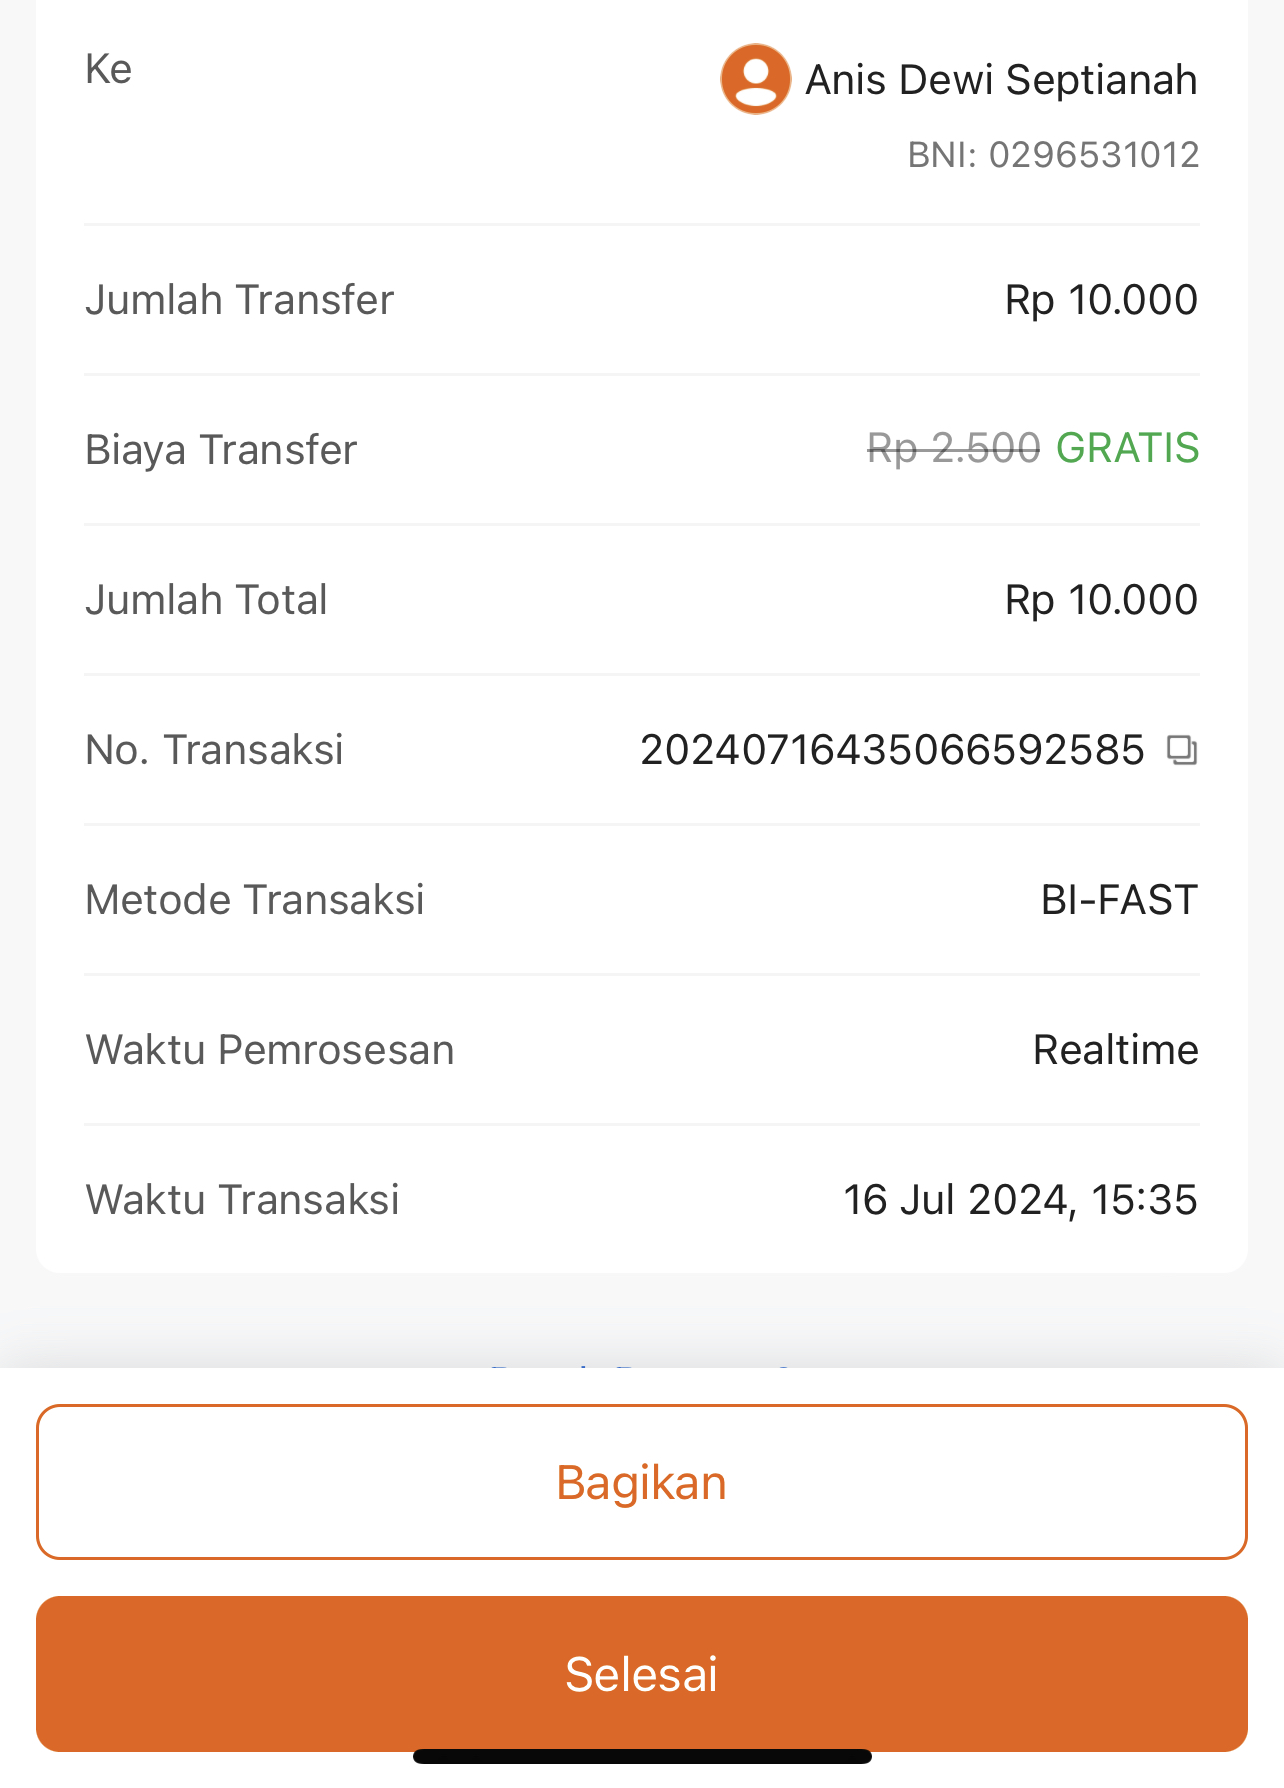 Ke
Anis Dewi Septianah
BNI: 0296531012
Jumlah Transfer Rp 10.000
Biaya Transfer Rp 2.500 GRATIS
Jumlah Total Rp 10.000
No. Transaksi 20240716435066592585
Metode Transaksi BI-FAST
Waktu Pemrosesan Realtime
Waktu Transaksi 16 Jul 2024, 15:35
Bagikan
Selesai